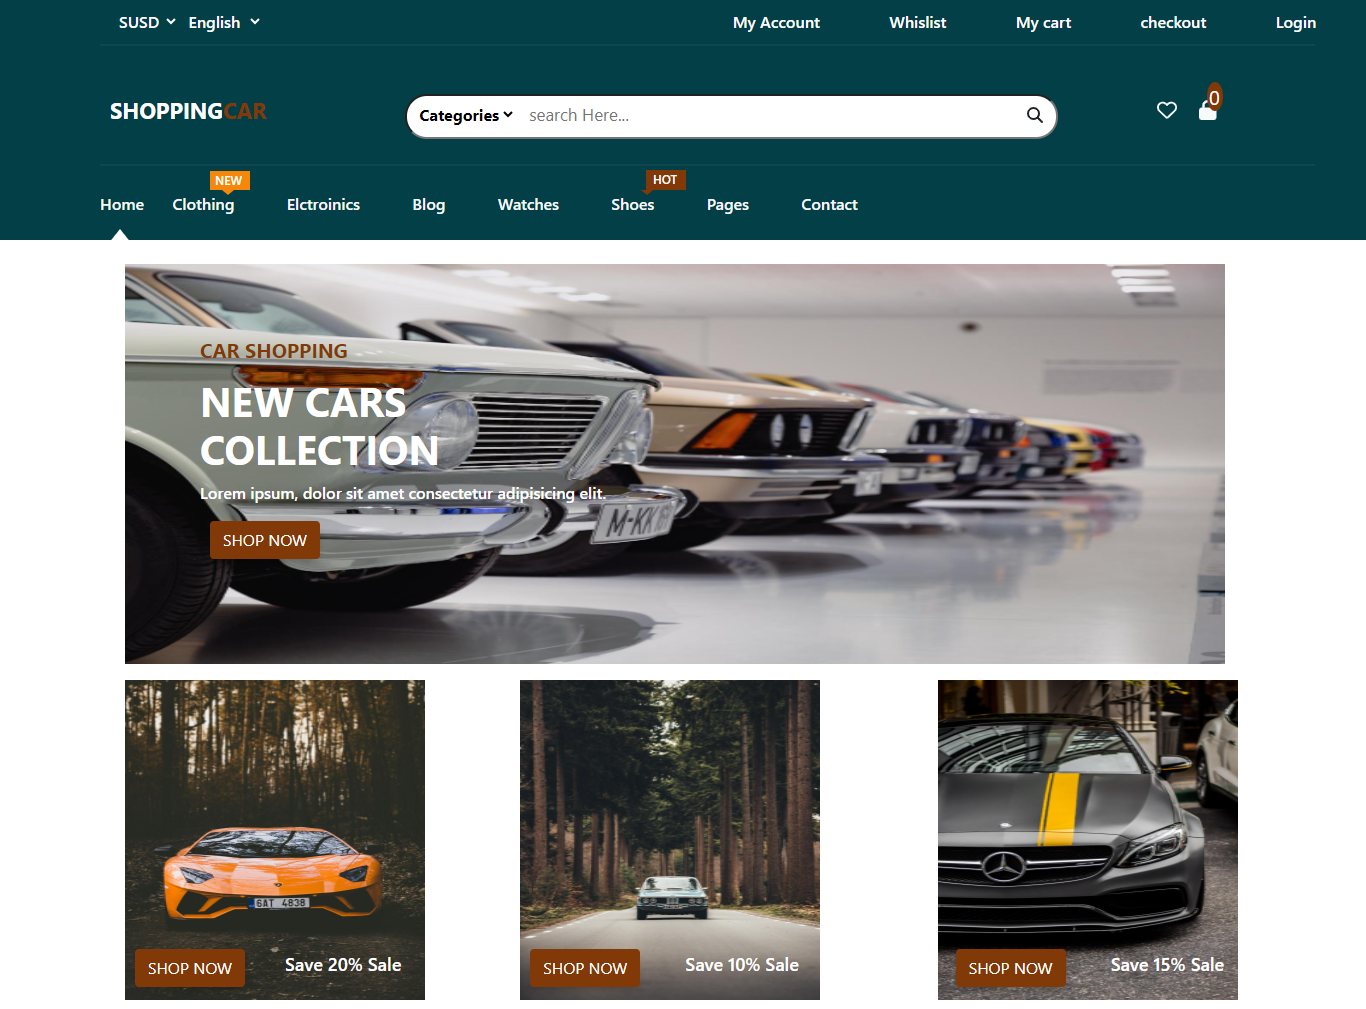 SUSD English My Account Whislist My cart checkout Login
SHOPPINGCAR Categories search Here... 0
NEW HOT
Home Clothing Elctroinics Blog Watches Shoes Pages Contact
CAR SHOPPING
NEW CARS
COLLECTION
Lorem ipsum, dolor sit amet consectetur adipisicing elit.
SHOP NOW
6AT 4838
SHOP NOW Save 20% Sale
SHOP NOW Save 10% Sale
SHOP NOW Save 15% Sale